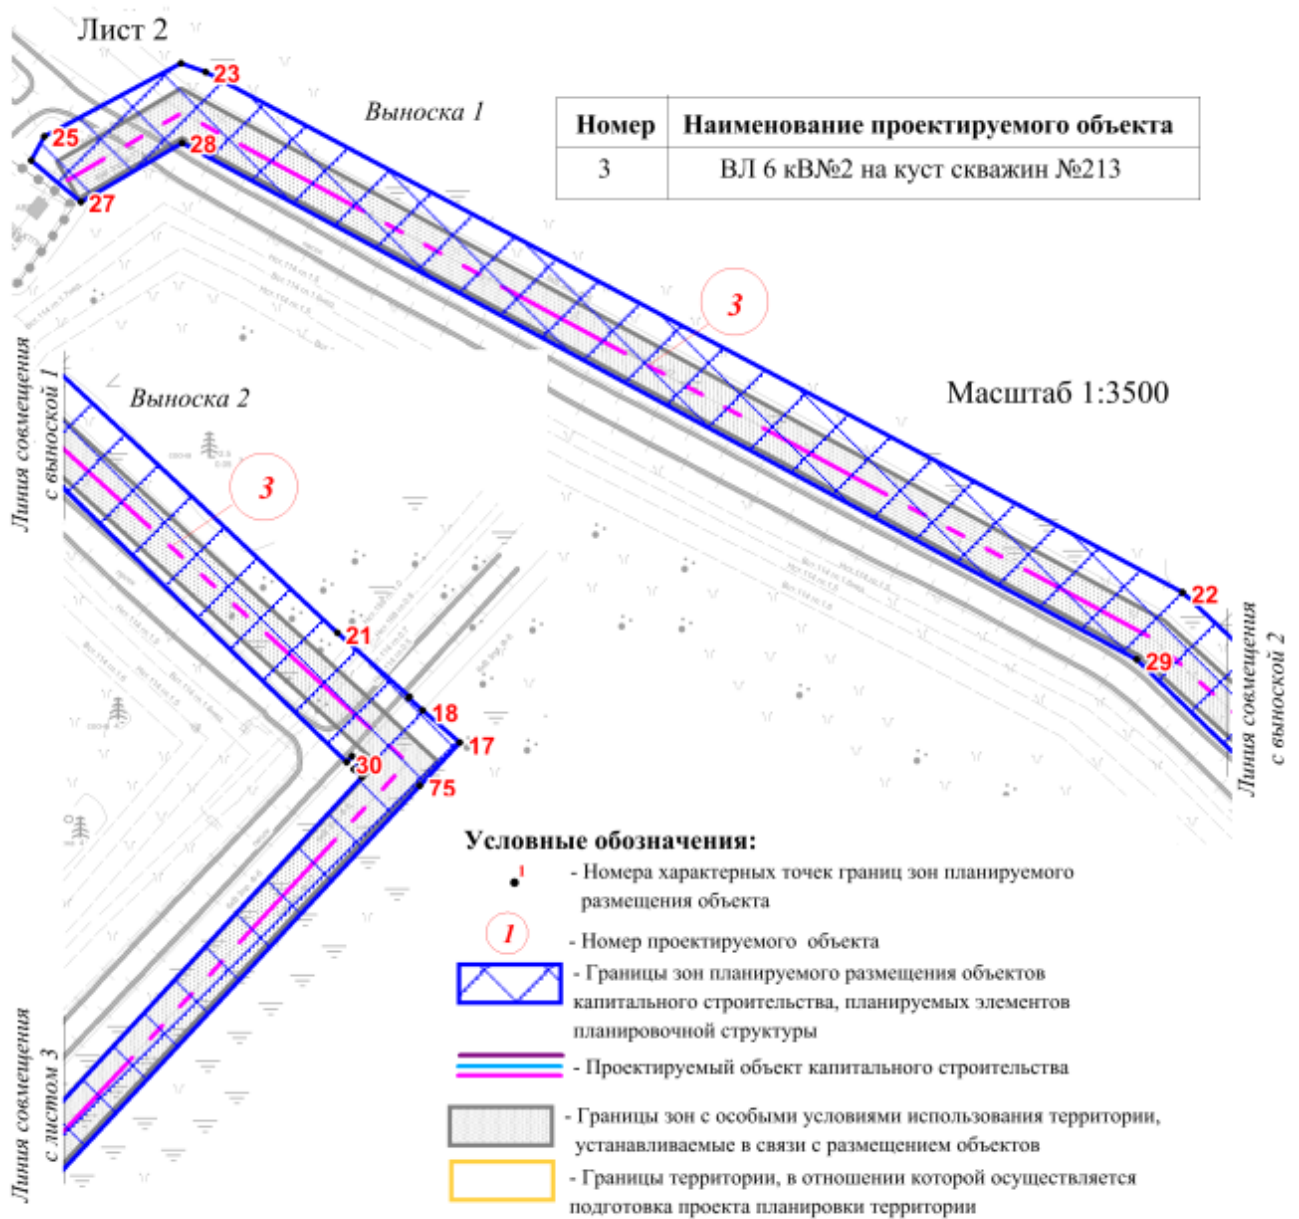 Лист 2
23
Выноска 1
25
28
27
Номер Наименование проектируемого объекта
3 ВЛ 6 кВ№2 на куст скважин №213
3
Масштаб 1:3500
Линия совмещения
с выноской 1
Выноска 2
3
22
29
Линия совмещения
с выноской 2
21
18
17
30
75
Линия совмещения
с листом 3
Условные обозначения:
1
- Номера характерных точек границ зон планируемого
размещения объекта
1
- Номер проектируемого объекта
- Границы зон планируемого размещения объектов
капитального строительства, планируемых элементов
планировочной структуры
- Проектируемый объект капитального строительства
- Границы зон с особыми условиями использования территории,
устанавливаемые в связи с размещением объектов
- Границы территории, в отношении которой осуществляется
подготовка проекта планировки территории